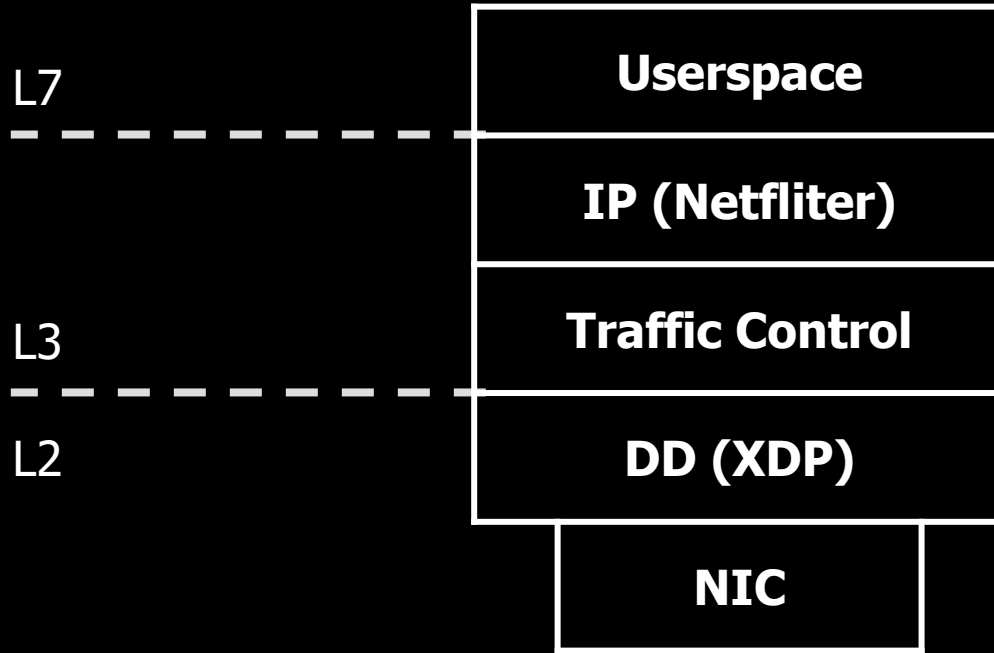 L7
Userspace
IP (Netfliter)
L3
Traffic Control
L2
DD (XDP)
NIC